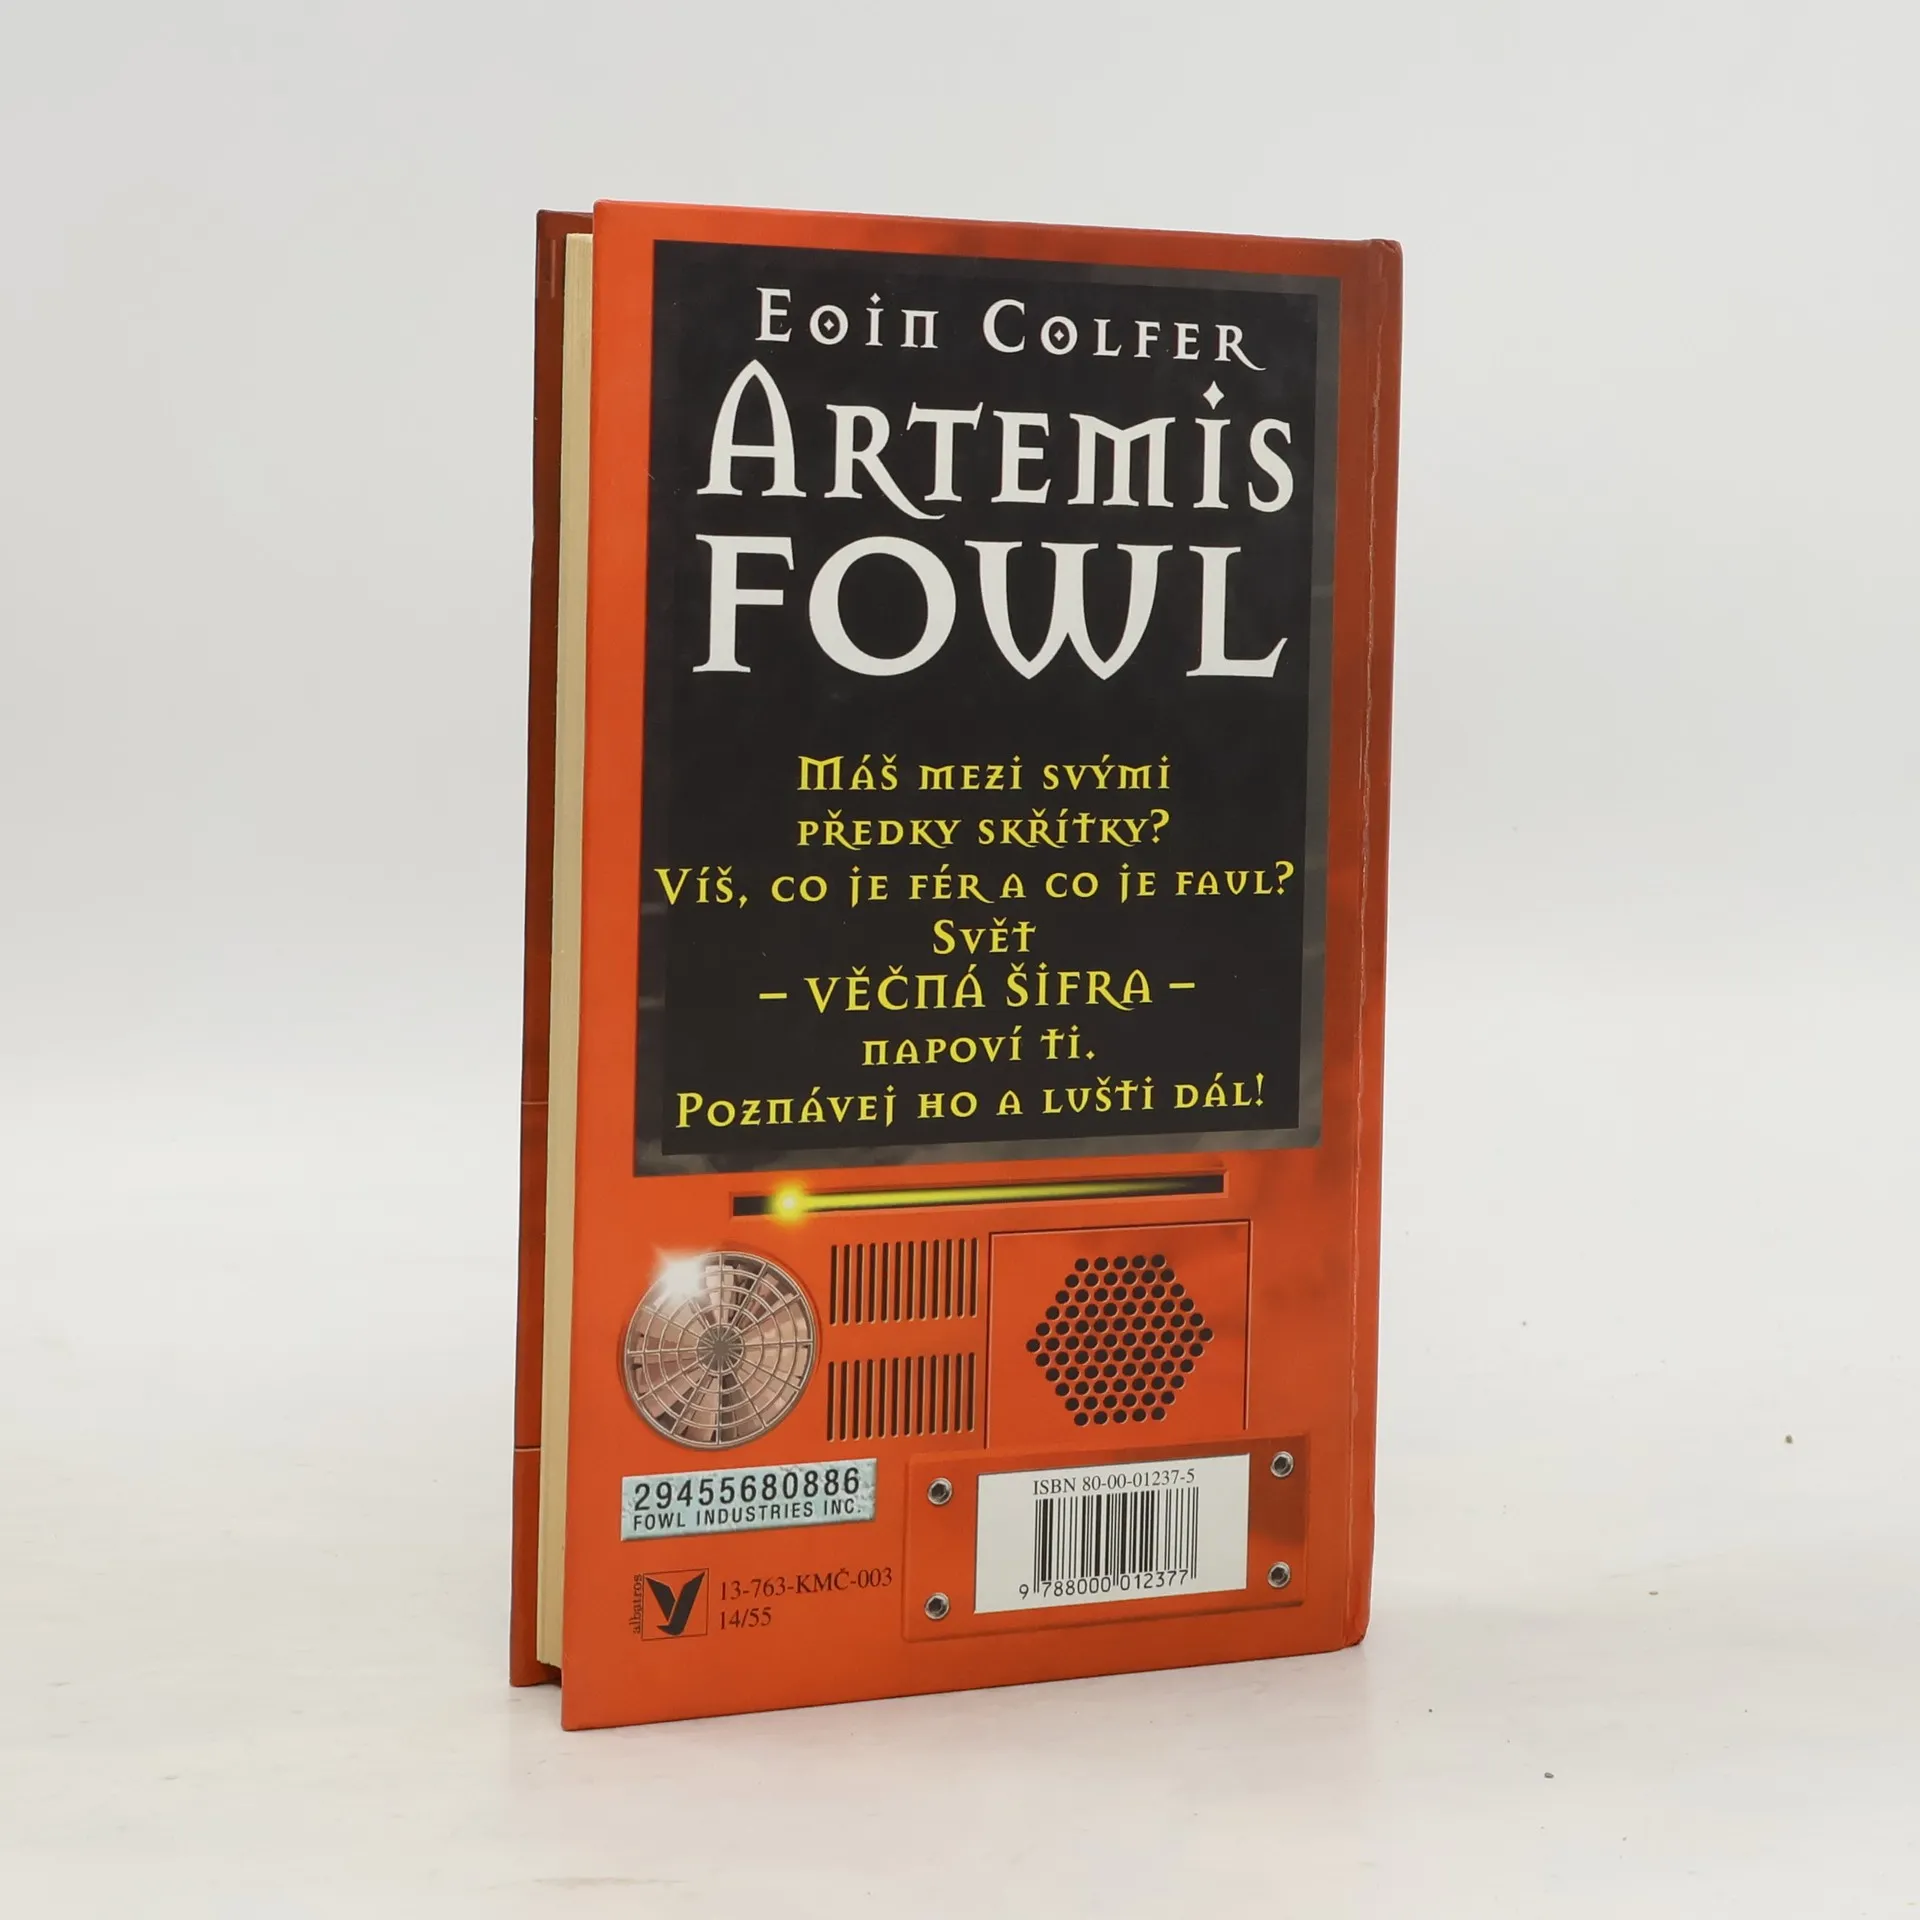 Eoin Colfer
Artemis
FOWL
Máš mezi svými
předky skřítky?
Víš, co je fér a co je faul?
Svět
– VĚČNÁ ŠIFRA –
napoví ti.
Poznávej ho a lušti dál!
29455680886
FOWL INDUSTRIES INC.
albatros
13-763-KMČ-003
14/55
ISBN 80-00-01237-5
9 788000 012377